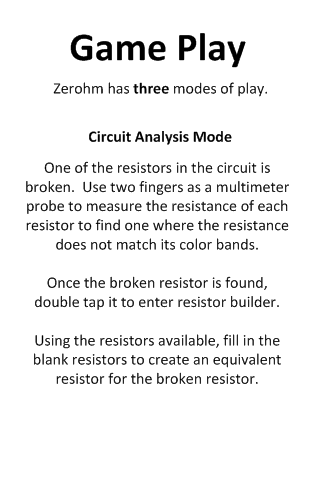 Game Play
Zerohm has three modes of play.
Circuit Analysis Mode
One of the resistors in the circuit is
broken.  Use two fingers as a multimeter
probe to measure the resistance of each
resistor to find one where the resistance
does not match its color bands.
Once the broken resistor is found,
double tap it to enter resistor builder.
Using the resistors available, fill in the
blank resistors to create an equivalent
resistor for the broken resistor.